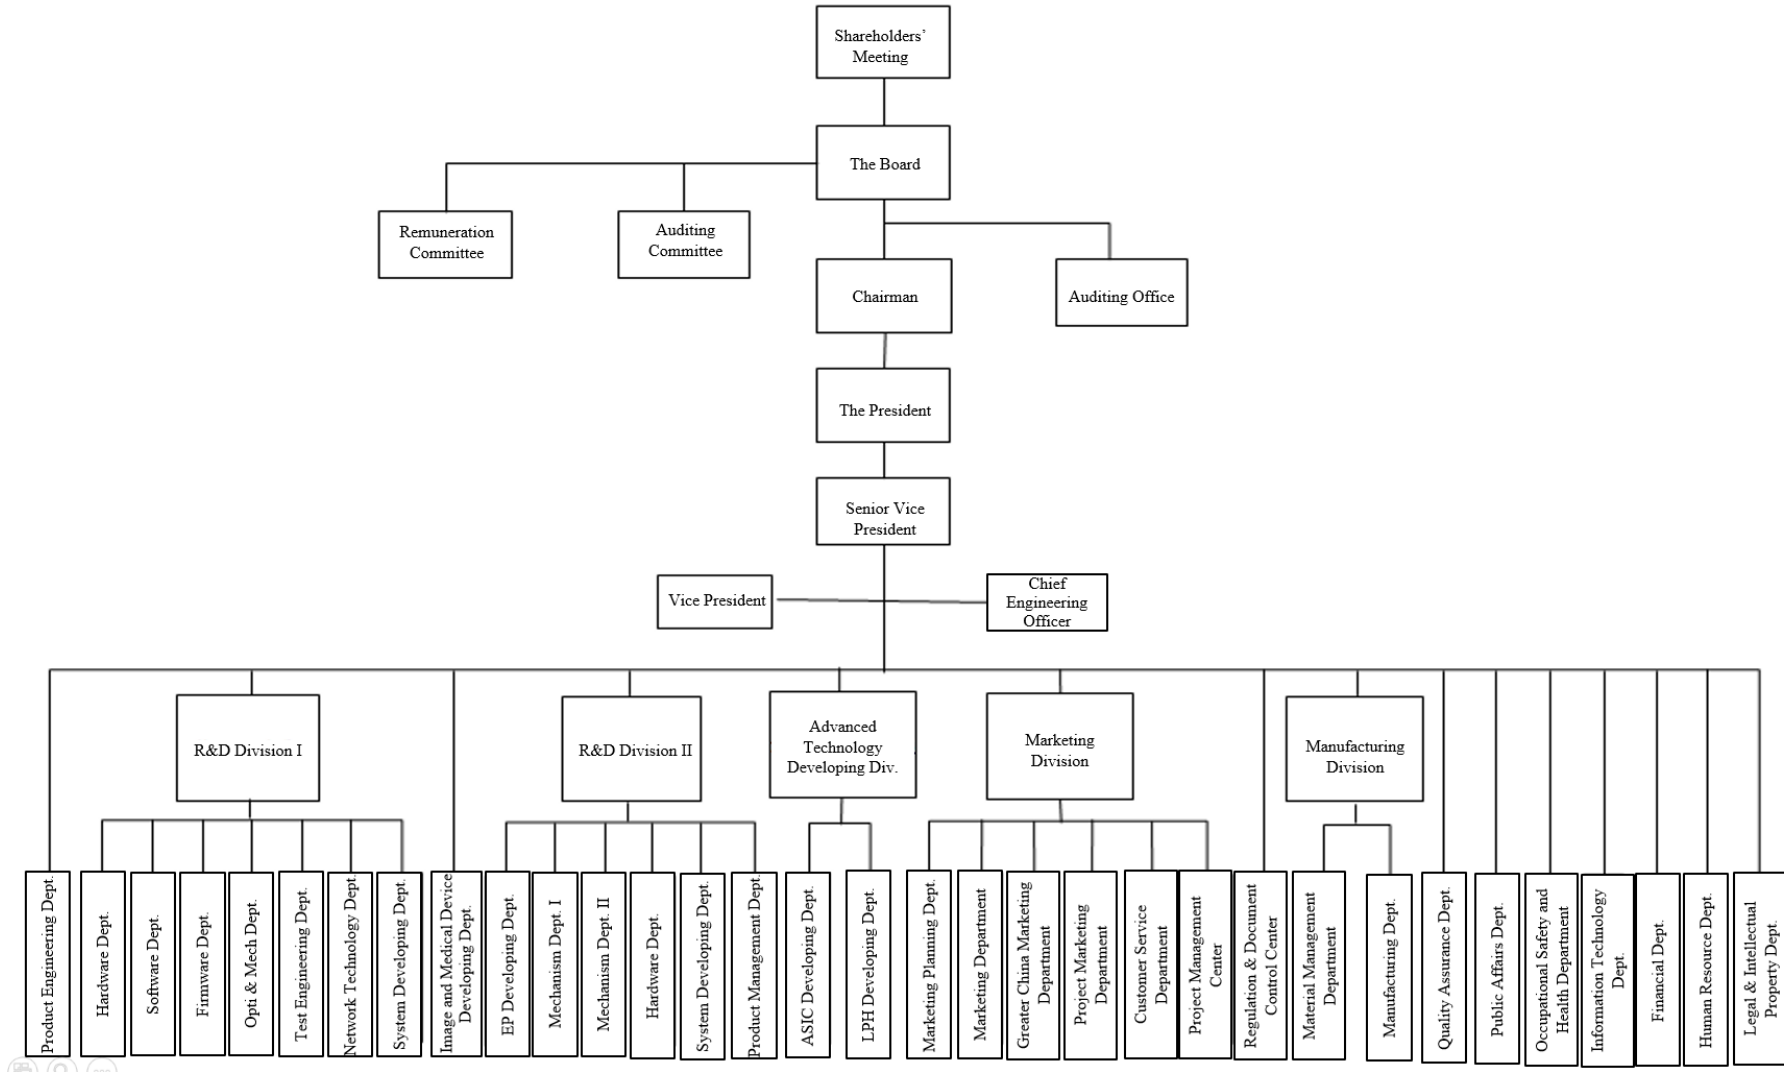 Shareholders’
Meeting
The Board
Remuneration
Committee
Auditing
Committee
Chairman
Auditing Office
The President
Senior Vice
President
Vice President
Chief
Engineering
Officer
R&D Division I
R&D Division II
Advanced
Technology
Developing Div.
Marketing
Division
Manufacturing
Division
Product Engineering Dept.
Hardware Dept.
Software Dept.
Firmware Dept.
Opti & Mech Dept.
Test Engineering Dept.
Network Technology Dept.
System Developing Dept.
Image and Medical Device
Developing Dept.
EP Developing Dept.
Mechanism Dept. I
Mechanism Dept. II
Hardware Dept.
System Developing Dept.
Product Management Dept.
ASIC Developing Dept.
LPH Developing Dept.
Marketing Planning Dept.
Marketing Department
Greater China Marketing
Department
Project Marketing
Department
Customer Service
Department
Project Management
Center
Regulation & Document
Control Center
Material Management
Department
Manufacturing Dept.
Quality Assurance Dept.
Public Affairs Dept.
Occupational Safety and
Health Department
Information Technology
Dept.
Financial Dept.
Human Resource Dept.
Legal & Intellectual
Property Dept.